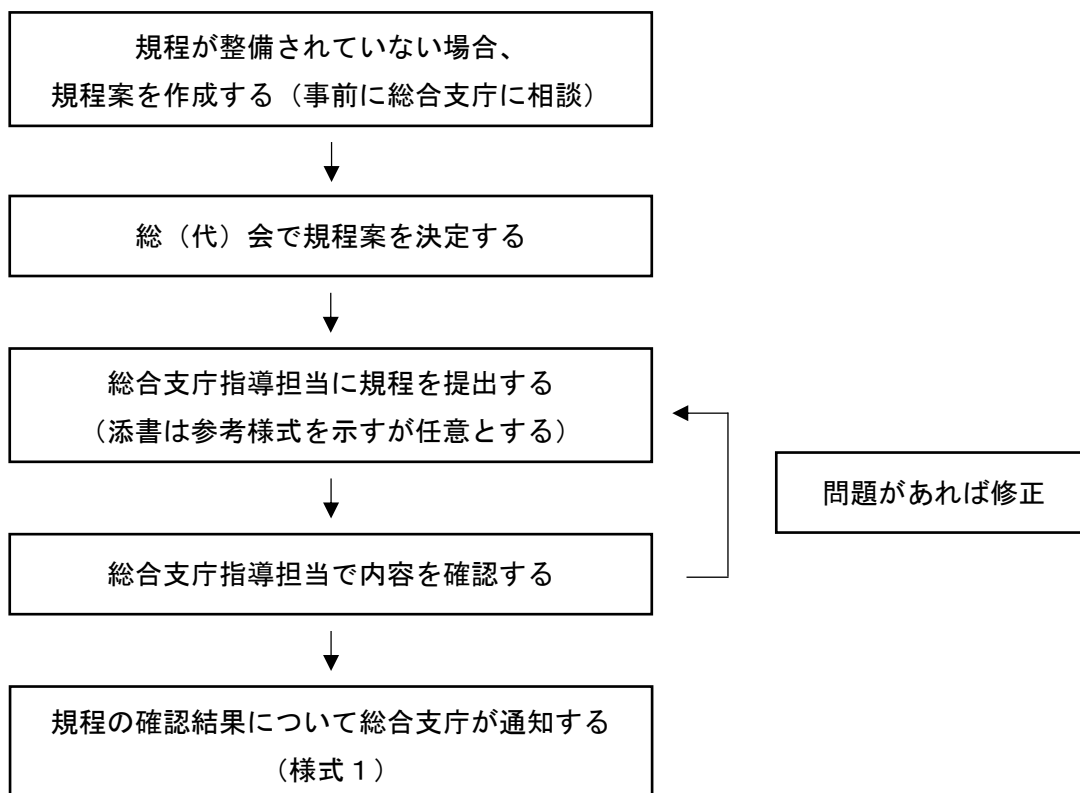 規程が整備されていない場合、
規程案を作成する（事前に総合支庁に相談）
総（代）会で規程案を決定する
総合支庁指導担当に規程を提出する
（添書は参考様式を示すが任意とする）
問題があれば修正
総合支庁指導担当で内容を確認する
規程の確認結果について総合支庁が通知する
（様式１）